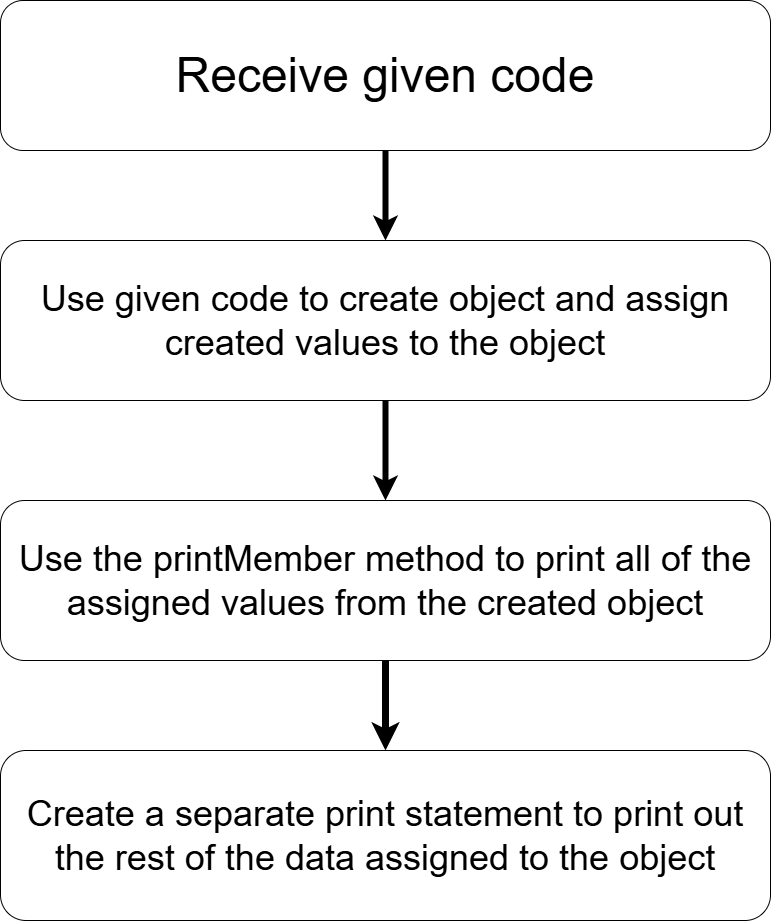 Receive given code
Use given code to create object and assign
created values to the object
Use the printMember method to print all of the
assigned values from the created object
Create a separate print statement to print out
the rest of the data assigned to the object